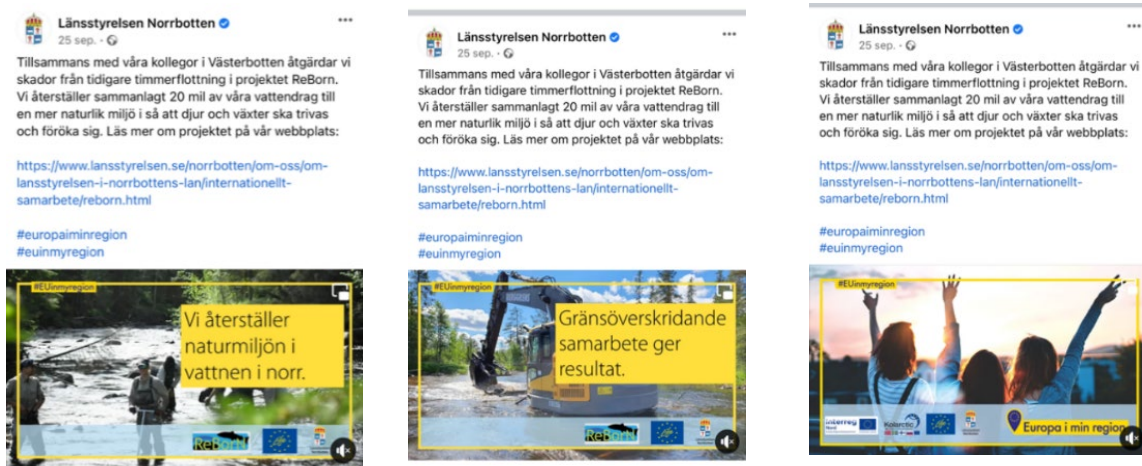 Länsstyrelsen Norrbotten
25 sep.
Tillsammans med våra kollegor i Västerbotten åtgärdar vi
skador från tidigare timmerflottning i projektet ReBorn.
Vi återställer sammanlagt 20 mil av våra vattendrag till
en mer naturlik miljö i så att djur och växter ska trivas
och föröka sig. Läs mer om projektet på vår webbplats:
https://www.lansstyrelsen.se/norrbotten/om-oss/om-
lansstyrelsen-i-norrbottens-lan/internationellt-
samarbete/reborn.html
#europaiminregion
#euinmyregion
#EUinmyregion
Vi återställer
naturmiljön i
vattnen i norr.
ReBorn
Länsstyrelsen Norrbotten
25 sep.
Tillsammans med våra kollegor i Västerbotten åtgärdar vi
skador från tidigare timmerflottning i projektet ReBorn.
Vi återställer sammanlagt 20 mil av våra vattendrag till
en mer naturlik miljö i så att djur och växter ska trivas
och föröka sig. Läs mer om projektet på vår webbplats:
https://www.lansstyrelsen.se/norrbotten/om-oss/om-
lansstyrelsen-i-norrbottens-lan/internationellt-
samarbete/reborn.html
#europaiminregion
#euinmyregion
#EUinmyregion
Gränsöverskridande
samarbete ger
resultat.
ReBorn
Länsstyrelsen Norrbotten
25 sep.
Tillsammans med våra kollegor i Västerbotten åtgärdar vi
skador från tidigare timmerflottning i projektet ReBorn.
Vi återställer sammanlagt 20 mil av våra vattendrag till
en mer naturlik miljö i så att djur och växter ska trivas
och föröka sig. Läs mer om projektet på vår webbplats:
https://www.lansstyrelsen.se/norrbotten/om-oss/om-
lansstyrelsen-i-norrbottens-lan/internationellt-
samarbete/reborn.html
#europaiminregion
#euinmyregion
#EUinmyregion
Interreg
Nord
Kolarctic
Europa i min region